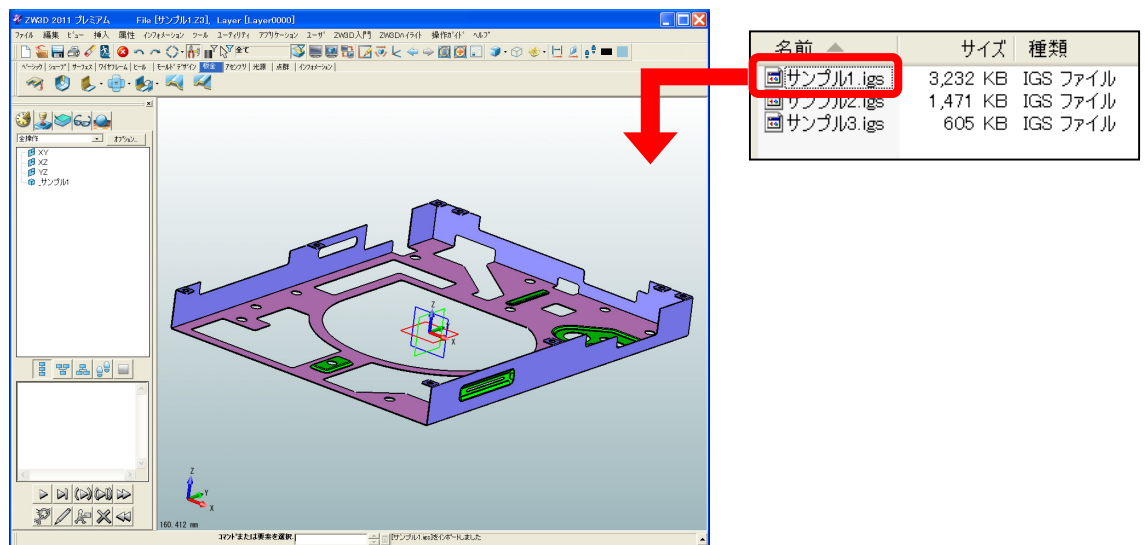 ZW3D 2011 プレミアム File [サンプル1.Z3], Layer [Layer0000]
ファイル 編集 ビュー 挿入 属性 インフォメーション ツール ユーティリティ アプリケーション ユーザ ZW3D入門 ZW3Dハイライト 操作ガイド ヘルプ
全て
ベーシック シェープ サーフェス ワイヤフレーム ヒール Eモールドデザイン 板金 アセンブリ 光源 点群 インフォメーション
全操作 オプション...
XY
XZ
YZ
_サンプル1
Z
Y
X
Z
Y
X
160.412 mm
コマンドまたは要素を選択.
[サンプル1.igs]をインポートしました
名前 サイズ 種類
サンプル1.igs 3,232 KB IGS ファイル
サンプル2.igs 1,471 KB IGS ファイル
サンプル3.igs 605 KB IGS ファイル